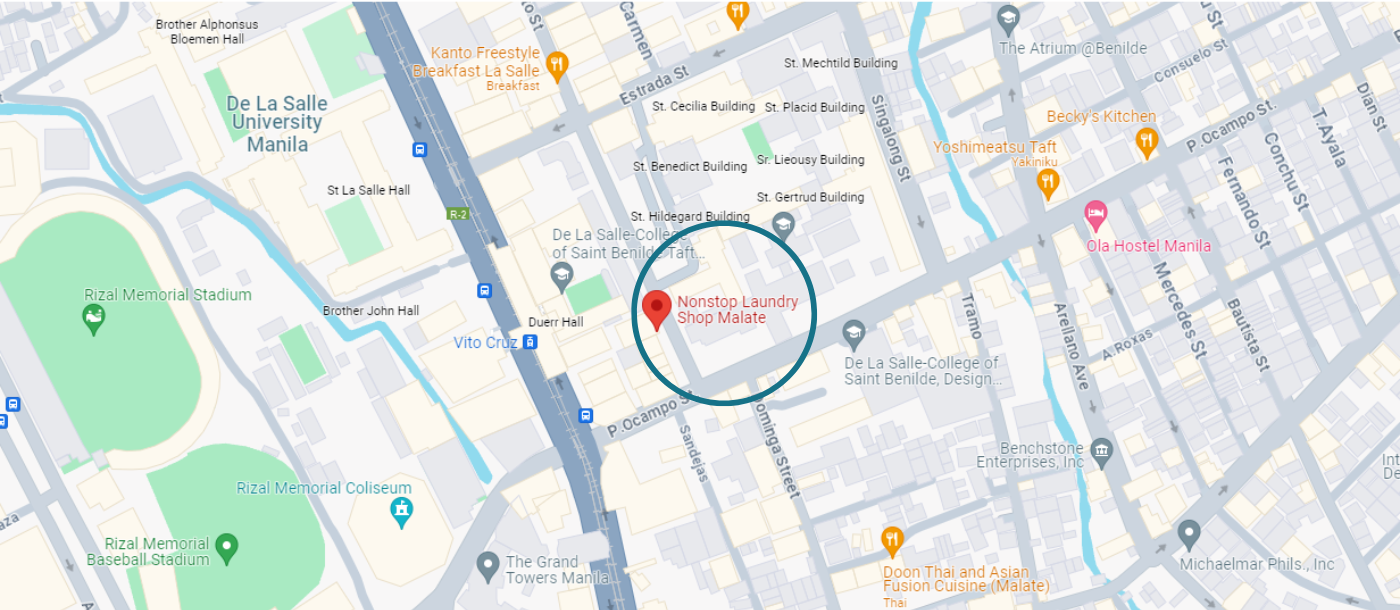 Brother Alphonsus
Bloemen Hall
Carmen
Kanto Freestyle
Breakfast La Salle
Breakfast
Estrada St
St. Mechtild Building
The Atrium @Benilde
Consuelo St
De La Salle
University
Manila
St. Cecilia Building
St. Placid Building
Singalong St
Becky's Kitchen
P. Ocampo St.
T. Ayala
Dian St
Yoshimeatsu Taft
Yakiniku
Conchu St
Fernando St
St La Salle Hall
St. Benedict Building
Sr. Lieousy Building
St. Gertrud Building
R-2
St. Hildegard Building
De La Salle-College
of Saint Benilde Taft...
Ola Hostel Manila
Rizal Memorial Stadium
Brother John Hall
Duerr Hall
Vito Cruz
Nonstop Laundry
Shop Malate
Tramo
Arellano Ave
Mercedes St
Bautista St
A.Roxas
De La Salle-College of
Saint Benilde, Design...
P.Ocampo St
Sandejas
ominga Street
Benchstone
Enterprises, Inc
Rizal Memorial Coliseum
Rizal Memorial
Baseball Stadium
The Grand
Towers Manila
Doon Thai and Asian
Fusion Cuisine (Malate)
Thai
Michaelmar Phils., Inc